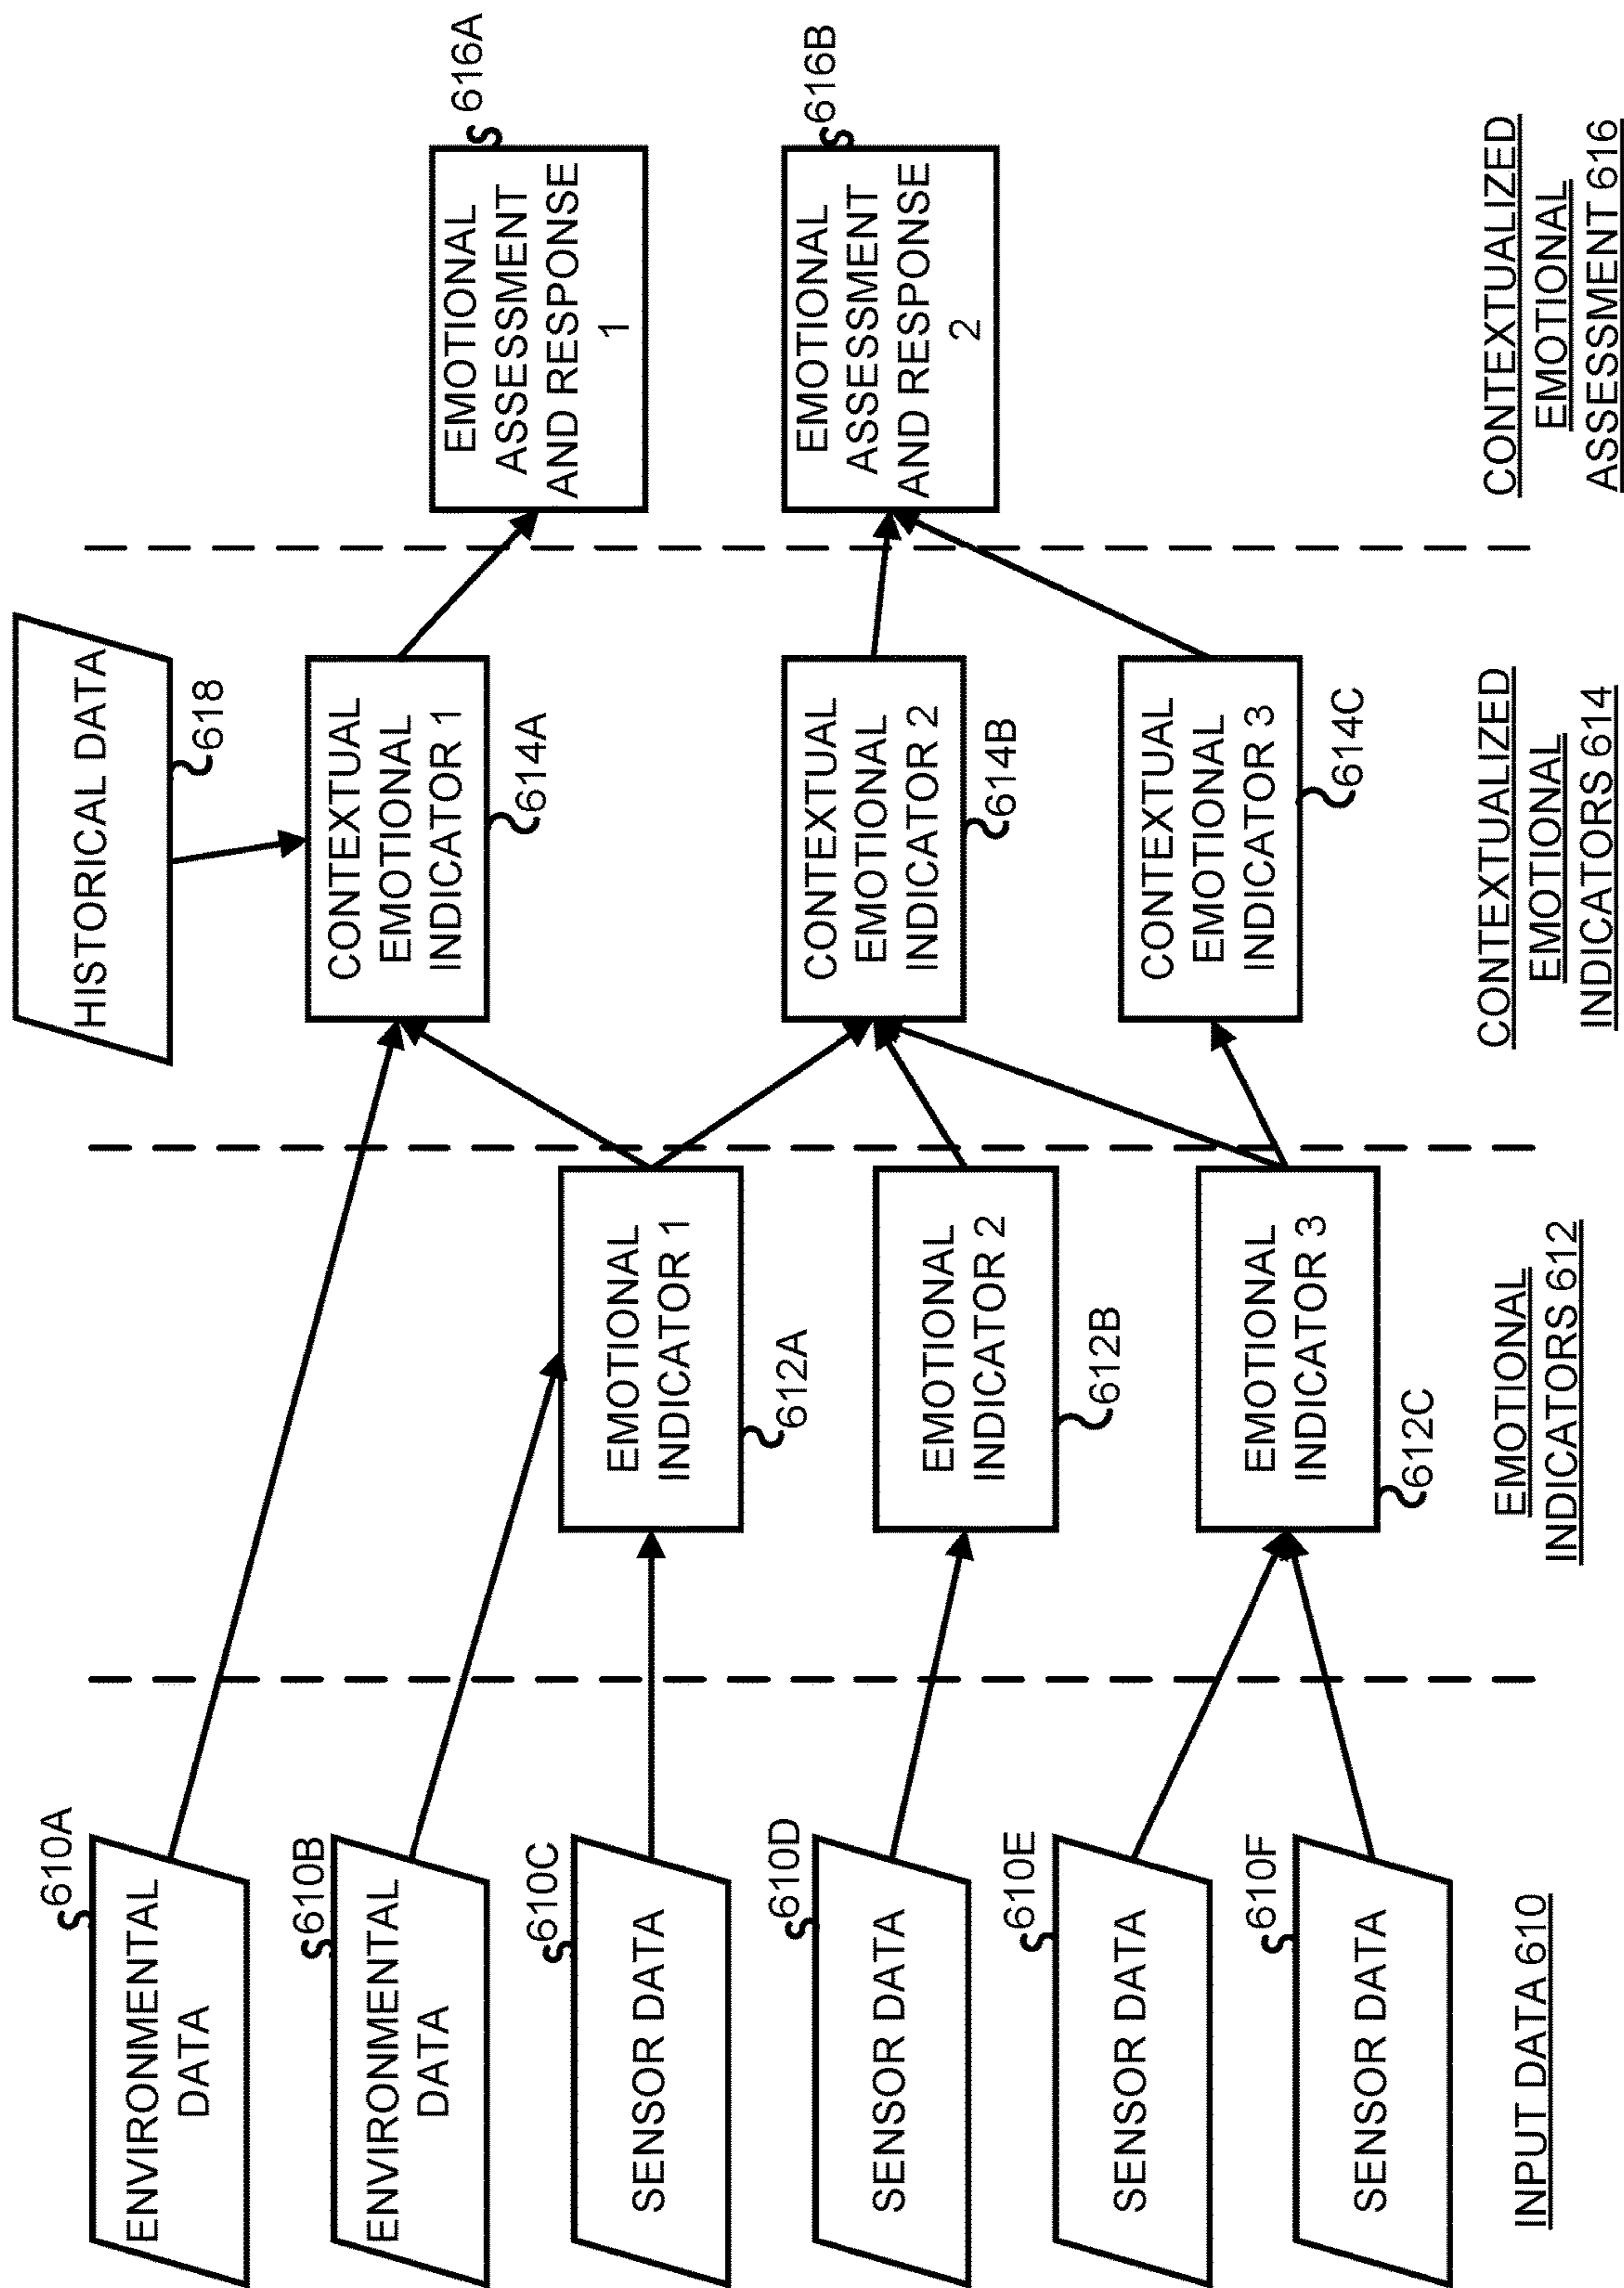 610A
ENVIRONMENTAL
DATA
610B
ENVIRONMENTAL
DATA
610C
SENSOR DATA
610D
SENSOR DATA
610E
SENSOR DATA
610F
SENSOR DATA
INPUT DATA 610
EMOTIONAL
INDICATOR 1
612A
EMOTIONAL
INDICATOR 2
612B
EMOTIONAL
INDICATOR 3
612C
EMOTIONAL
INDICATORS 612
HISTORICAL DATA
618
CONTEXTUAL
EMOTIONAL
INDICATOR 1
614A
CONTEXTUAL
EMOTIONAL
INDICATOR 2
614B
CONTEXTUAL
EMOTIONAL
INDICATOR 3
614C
CONTEXTUALIZED
EMOTIONAL
INDICATORS 614
616A
EMOTIONAL
ASSESSMENT
AND RESPONSE
1
616B
EMOTIONAL
ASSESSMENT
AND RESPONSE
2
CONTEXTUALIZED
EMOTIONAL
ASSESSMENT 616